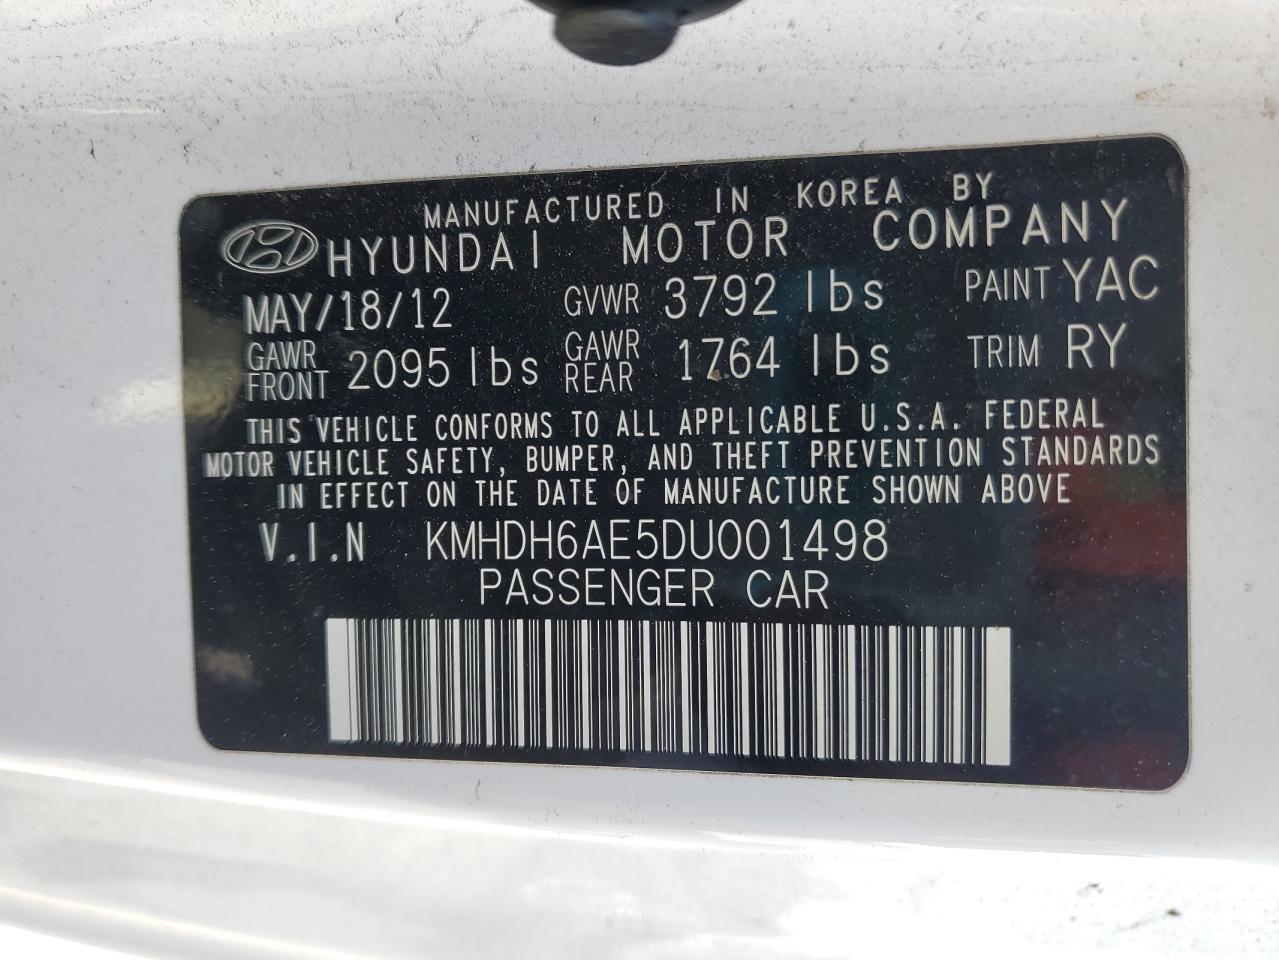 MANUFACTURED IN KOREA BY
HYUNDAI MOTOR COMPANY
MAY/18/12 GVWR 3792 lbs PAINT YAC
GAWR FRONT 2095 lbs GAWR REAR 1764 lbs TRIM RY
THIS VEHICLE CONFORMS TO ALL APPLICABLE U.S.A. FEDERAL
MOTOR VEHICLE SAFETY, BUMPER, AND THEFT PREVENTION STANDARDS
IN EFFECT ON THE DATE OF MANUFACTURE SHOWN ABOVE
V.I.N KMHDH6AE5DU001498
PASSENGER CAR